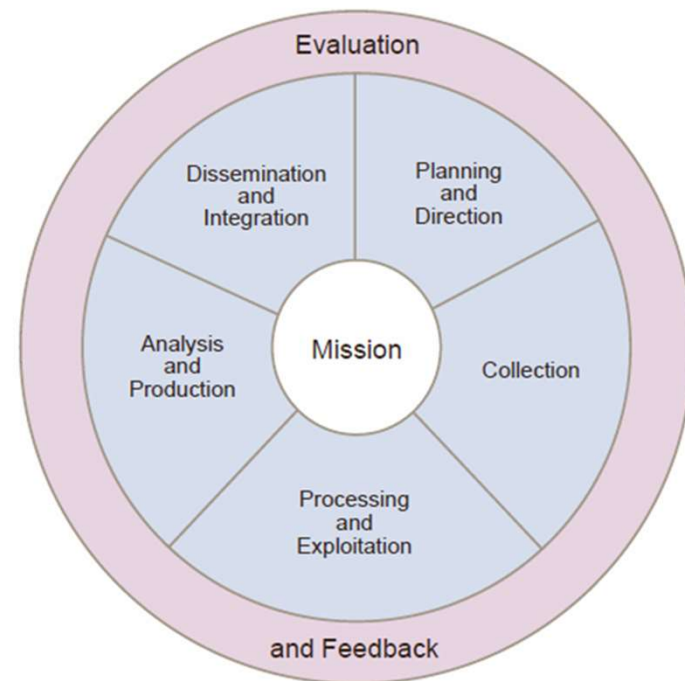 Evaluation
Dissemination
and
Integration
Planning
and
Direction
Analysis
and
Production
Mission
Collection
Processing
and
Exploitation
and Feedback